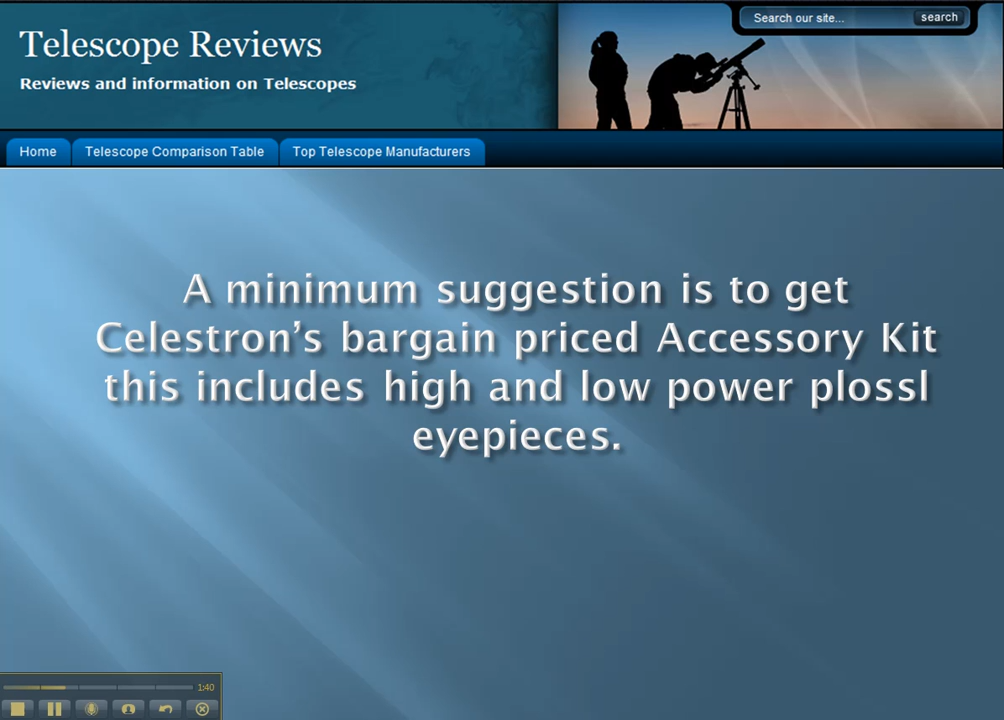 Search our site...
search
Telescope Reviews
Reviews and information on Telescopes
Home
Telescope Comparison Table
Top Telescope Manufacturers
A minimum suggestion is to get
Celestron’s bargain priced Accessory Kit
this includes high and low power plossl
eyepieces.
1:40